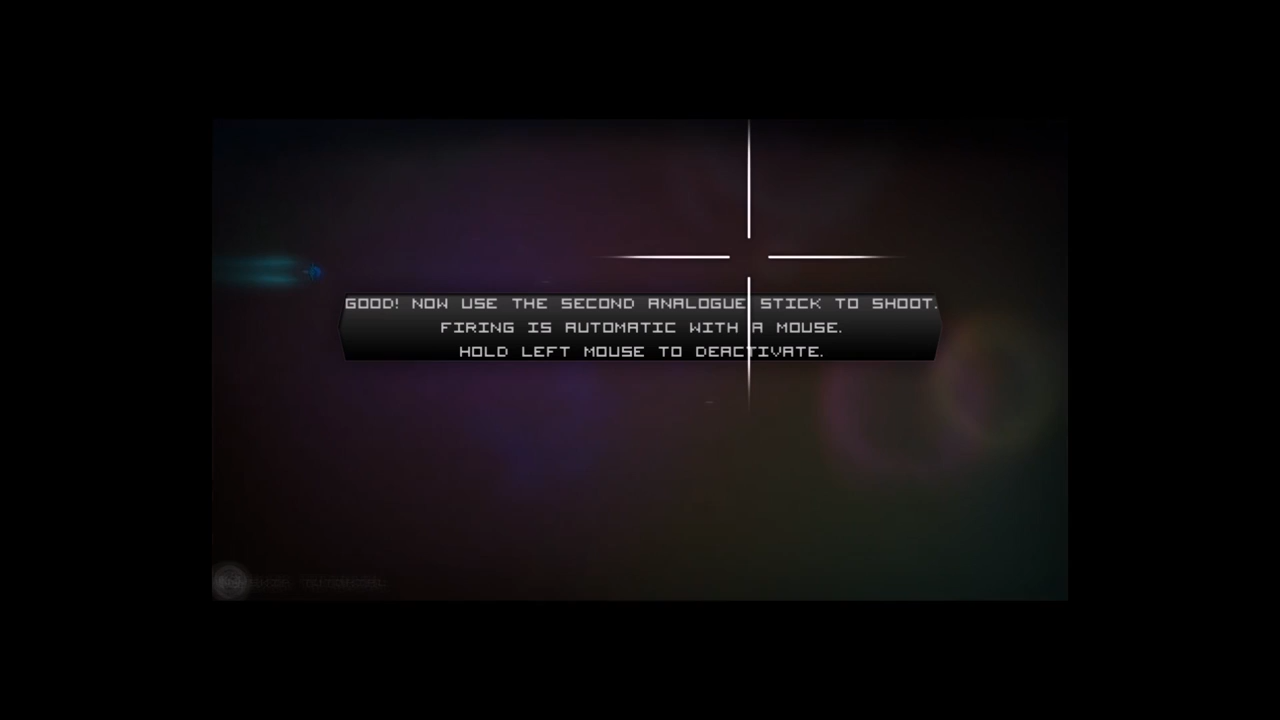 GOOD! NOW USE THE SECOND ANALOGUE STICK TO SHOOT.
FIRING IS AUTOMATIC WITH A MOUSE.
HOLD LEFT MOUSE TO DEACTIVATE.